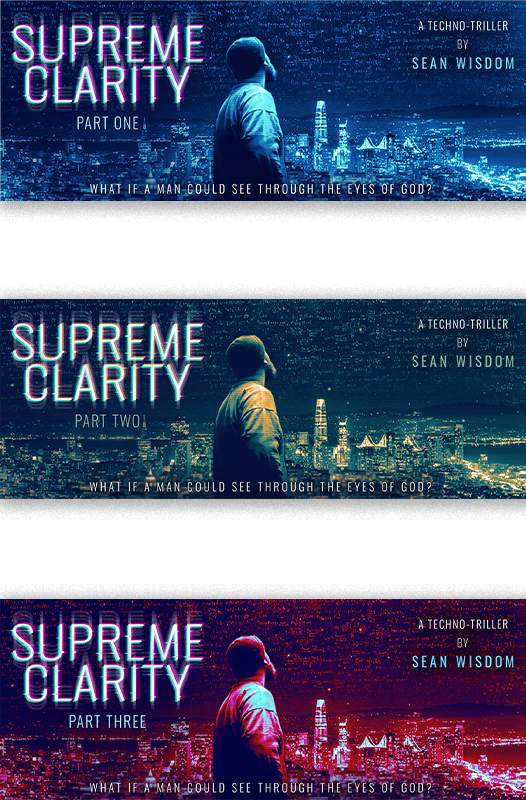 SUPREME
CLARITY
PART ONE
A TECHNO-TRILLER
BY
SEAN WISDOM
WHAT IF A MAN COULD SEE THROUGH THE EYES OF GOD?
SUPREME
CLARITY
PART TWO
A TECHNO-TRILLER
BY
SEAN WISDOM
WHAT IF A MAN COULD SEE THROUGH THE EYES OF GOD?
SUPREME
CLARITY
PART THREE
A TECHNO-TRILLER
BY
SEAN WISDOM
WHAT IF A MAN COULD SEE THROUGH THE EYES OF GOD?